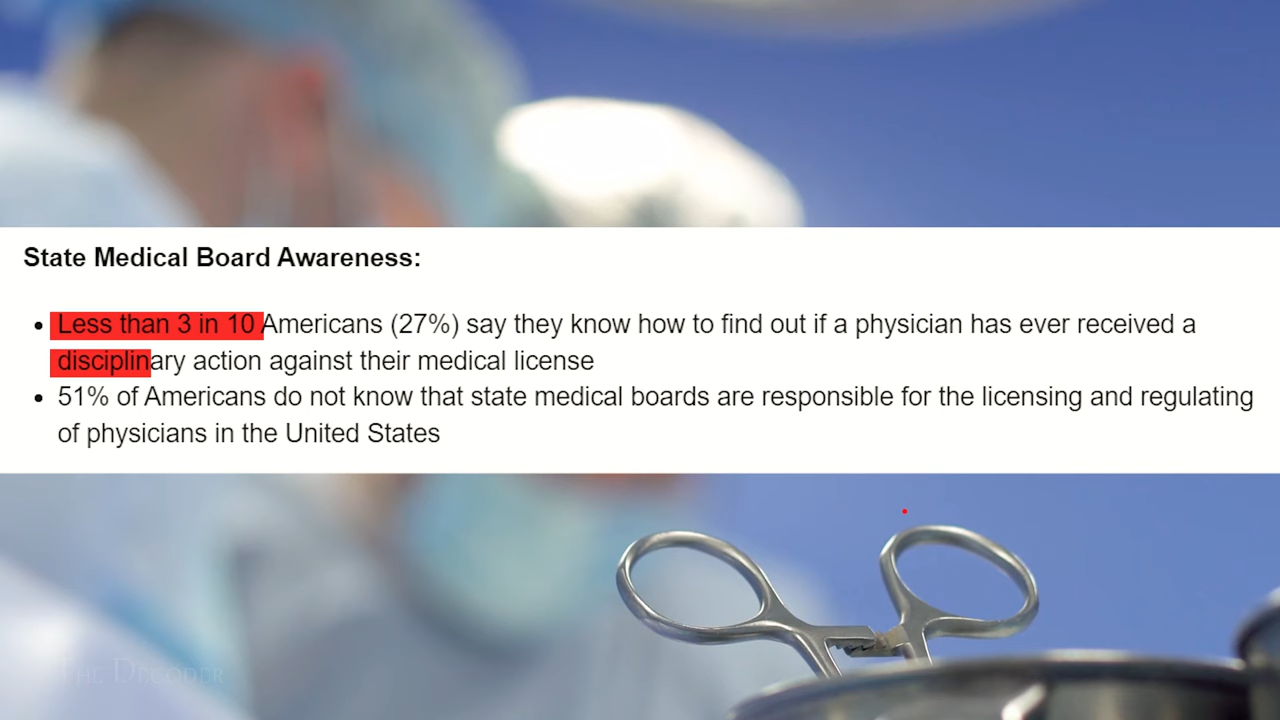 State Medical Board Awareness:
• Less than 3 in 10 Americans (27%) say they know how to find out if a physician has ever received a
disciplinary action against their medical license
• 51% of Americans do not know that state medical boards are responsible for the licensing and regulating
of physicians in the United States
The Decoder